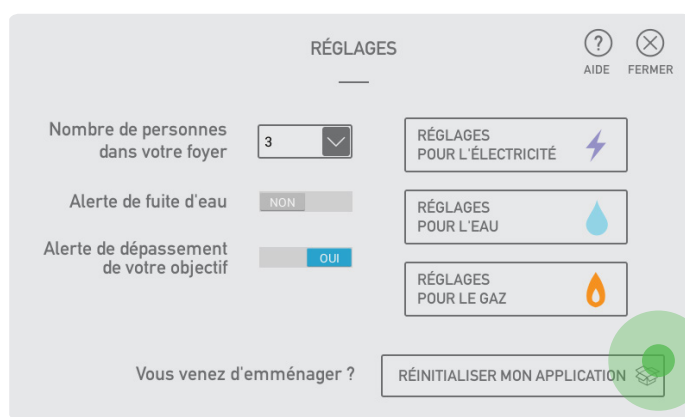 RÉGLAGES
AIDE
FERMER
Nombre de personnes
dans votre foyer
3
RÉGLAGES
POUR L'ÉLECTRICITÉ
Alerte de fuite d'eau
NON
RÉGLAGES
POUR L'EAU
Alerte de dépassement
de votre objectif
OUI
RÉGLAGES
POUR LE GAZ
Vous venez d'emménager ?
RÉINITIALISER MON APPLICATION